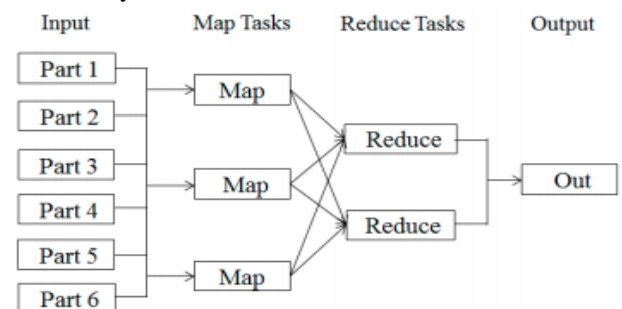 Input Map Tasks Reduce Tasks Output
Part 1
Part 2
Part 3
Part 4
Part 5
Part 6
Map
Map
Map
Reduce
Reduce
Out